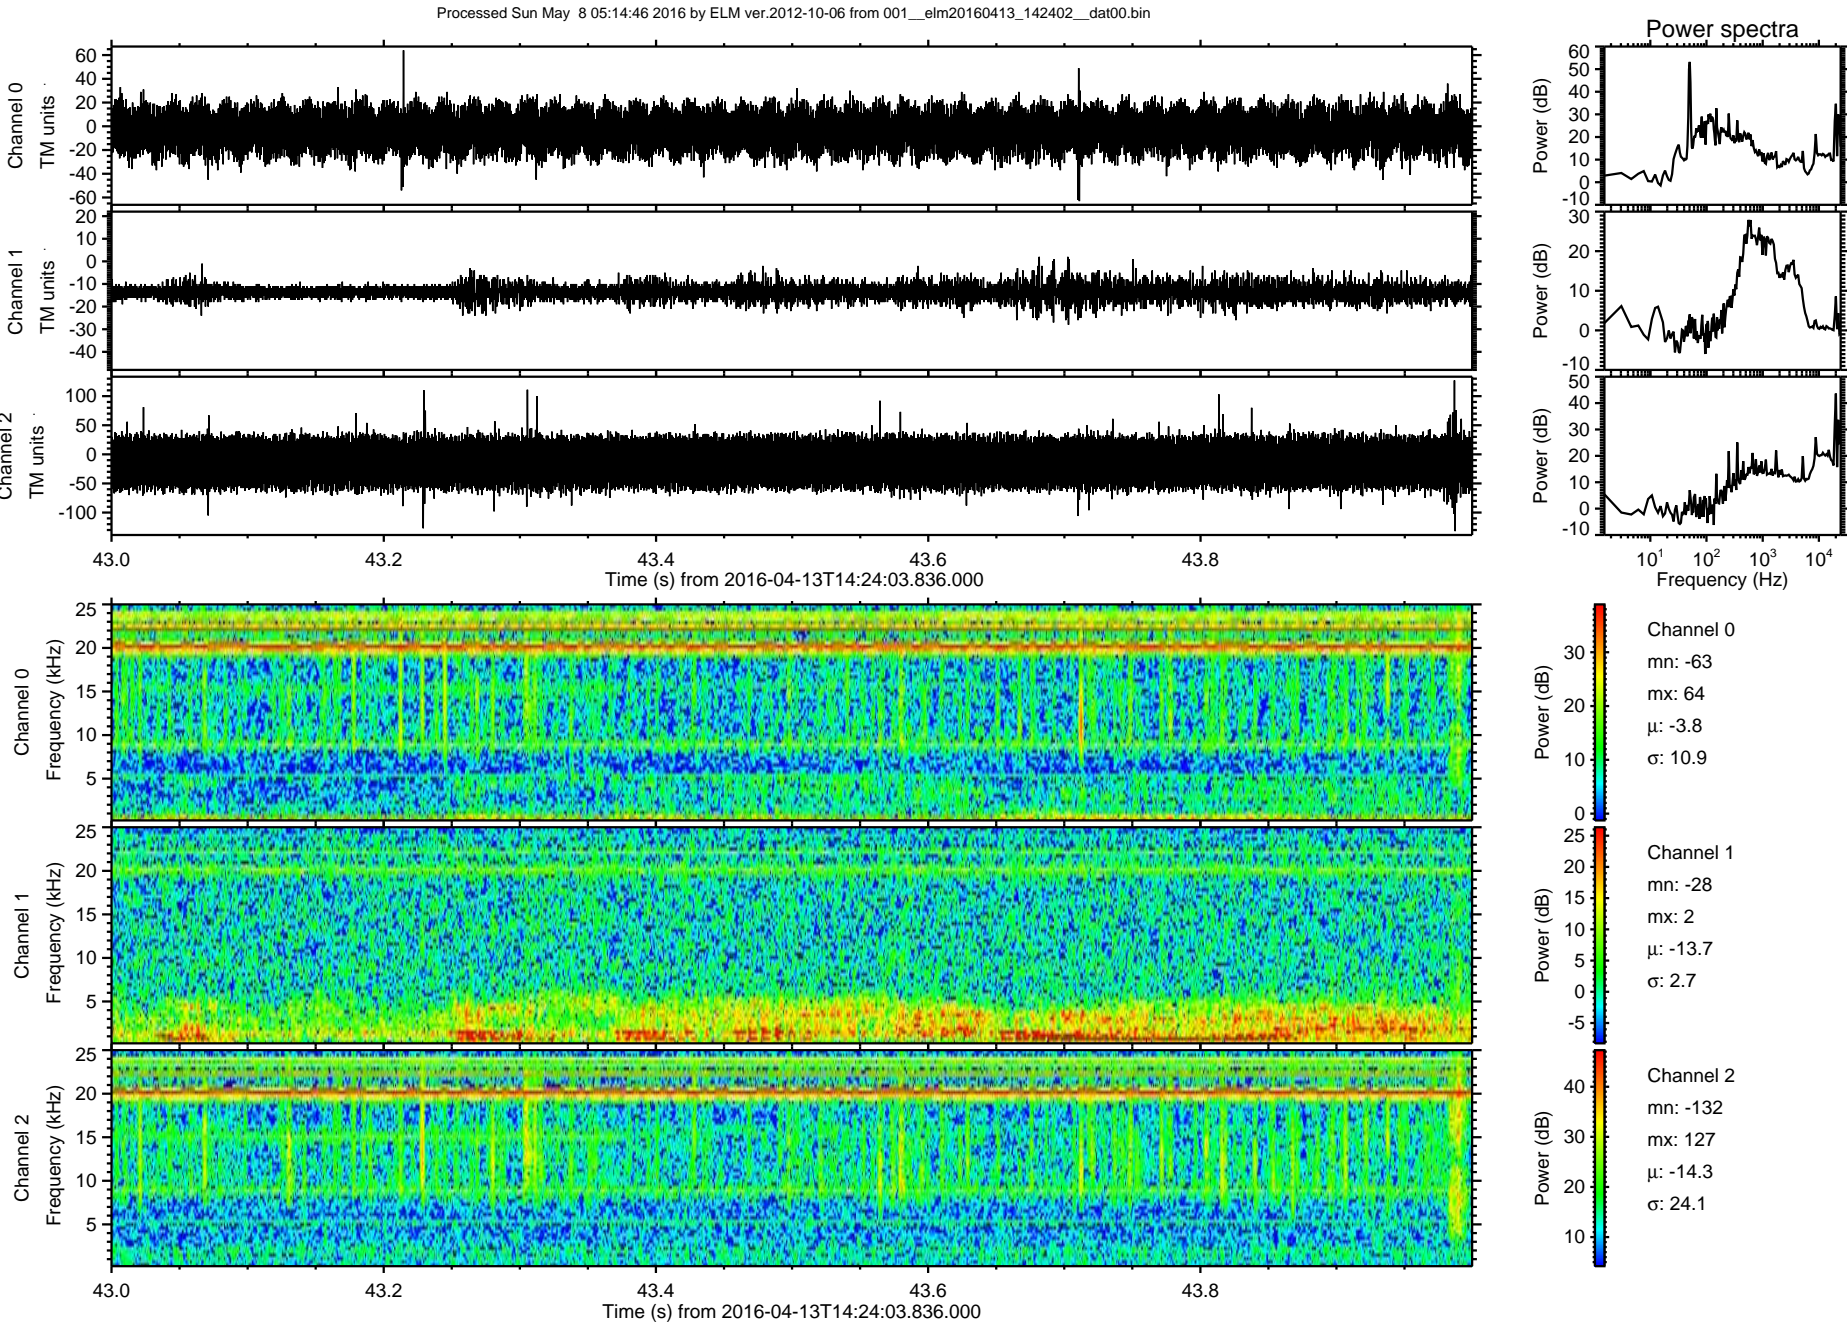 Processed Sun May  8 05:14:46 2016 by ELM ver.2012-10-06 from 001__elm20160413_142402__dat00.bin
Power spectra
Channel 0
TM units
60
40
20
0
-20
-40
-60
Power (dB)
60
50
40
30
20
10
0
-10
Channel 1
TM units
20
10
0
-10
-20
-30
-40
Power (dB)
30
20
10
0
-10
Channel 2
TM units
100
50
0
-50
-100
Power (dB)
50
40
30
20
10
0
-10
43.0 43.2 43.4 43.6 43.8
Time (s) from 2016-04-13T14:24:03.836.000
10^1 10^2 10^3 10^4
Frequency (Hz)
Channel 0
Frequency (kHz)
25
20
15
10
5
Power (dB)
30
20
10
0
Channel 0
mn: -63
mx: 64
μ: -3.8
σ: 10.9
Channel 1
Frequency (kHz)
25
20
15
10
5
Power (dB)
25
20
15
10
5
0
-5
Channel 1
mn: -28
mx: 2
μ: -13.7
σ: 2.7
Channel 2
Frequency (kHz)
25
20
15
10
5
Power (dB)
40
30
20
10
Channel 2
mn: -132
mx: 127
μ: -14.3
σ: 24.1
43.0 43.2 43.4 43.6 43.8
Time (s) from 2016-04-13T14:24:03.836.000